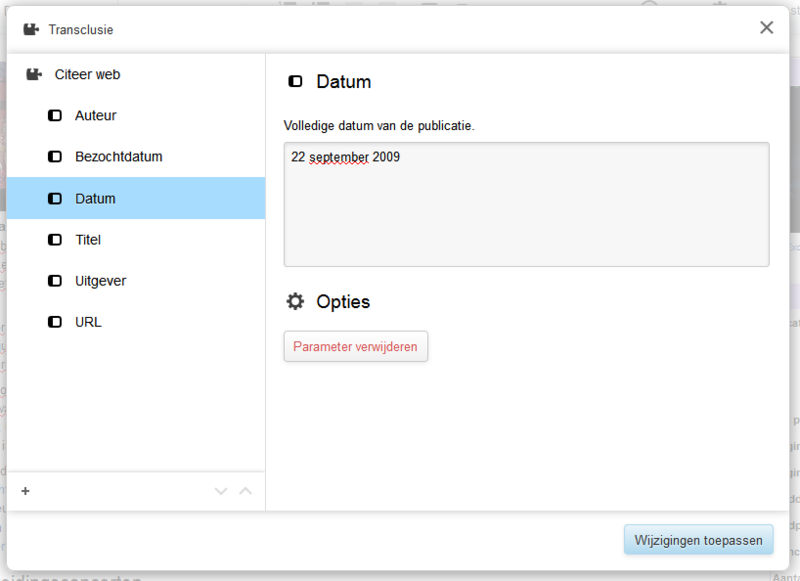 Transclusie
Citeer web
Auteur
Bezochtdatum
Datum
Titel
Uitgever
URL
Datum
Volledige datum van de publicatie.
22 september 2009
Opties
Parameter verwijderen
Wijzigingen toepassen